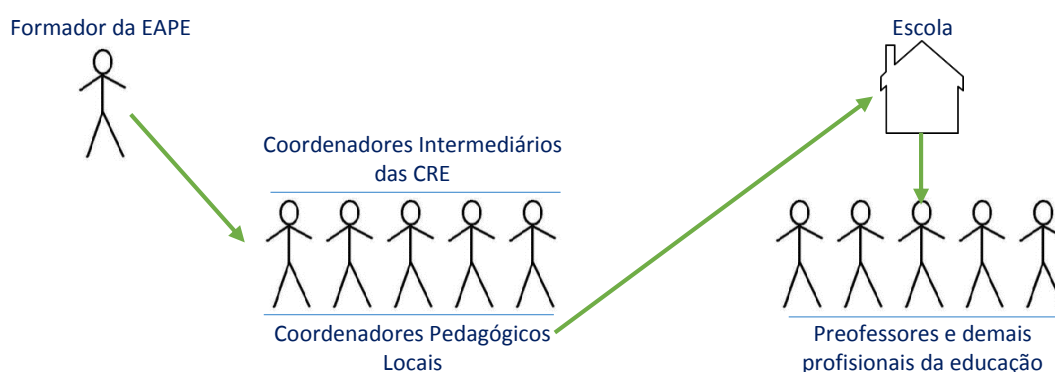 Formador da EAPE
Escola
Coordenadores Intermediários
das CRE
Coordenadores Pedagógicos
Locais
Preofessores e demais
profisionais da educação